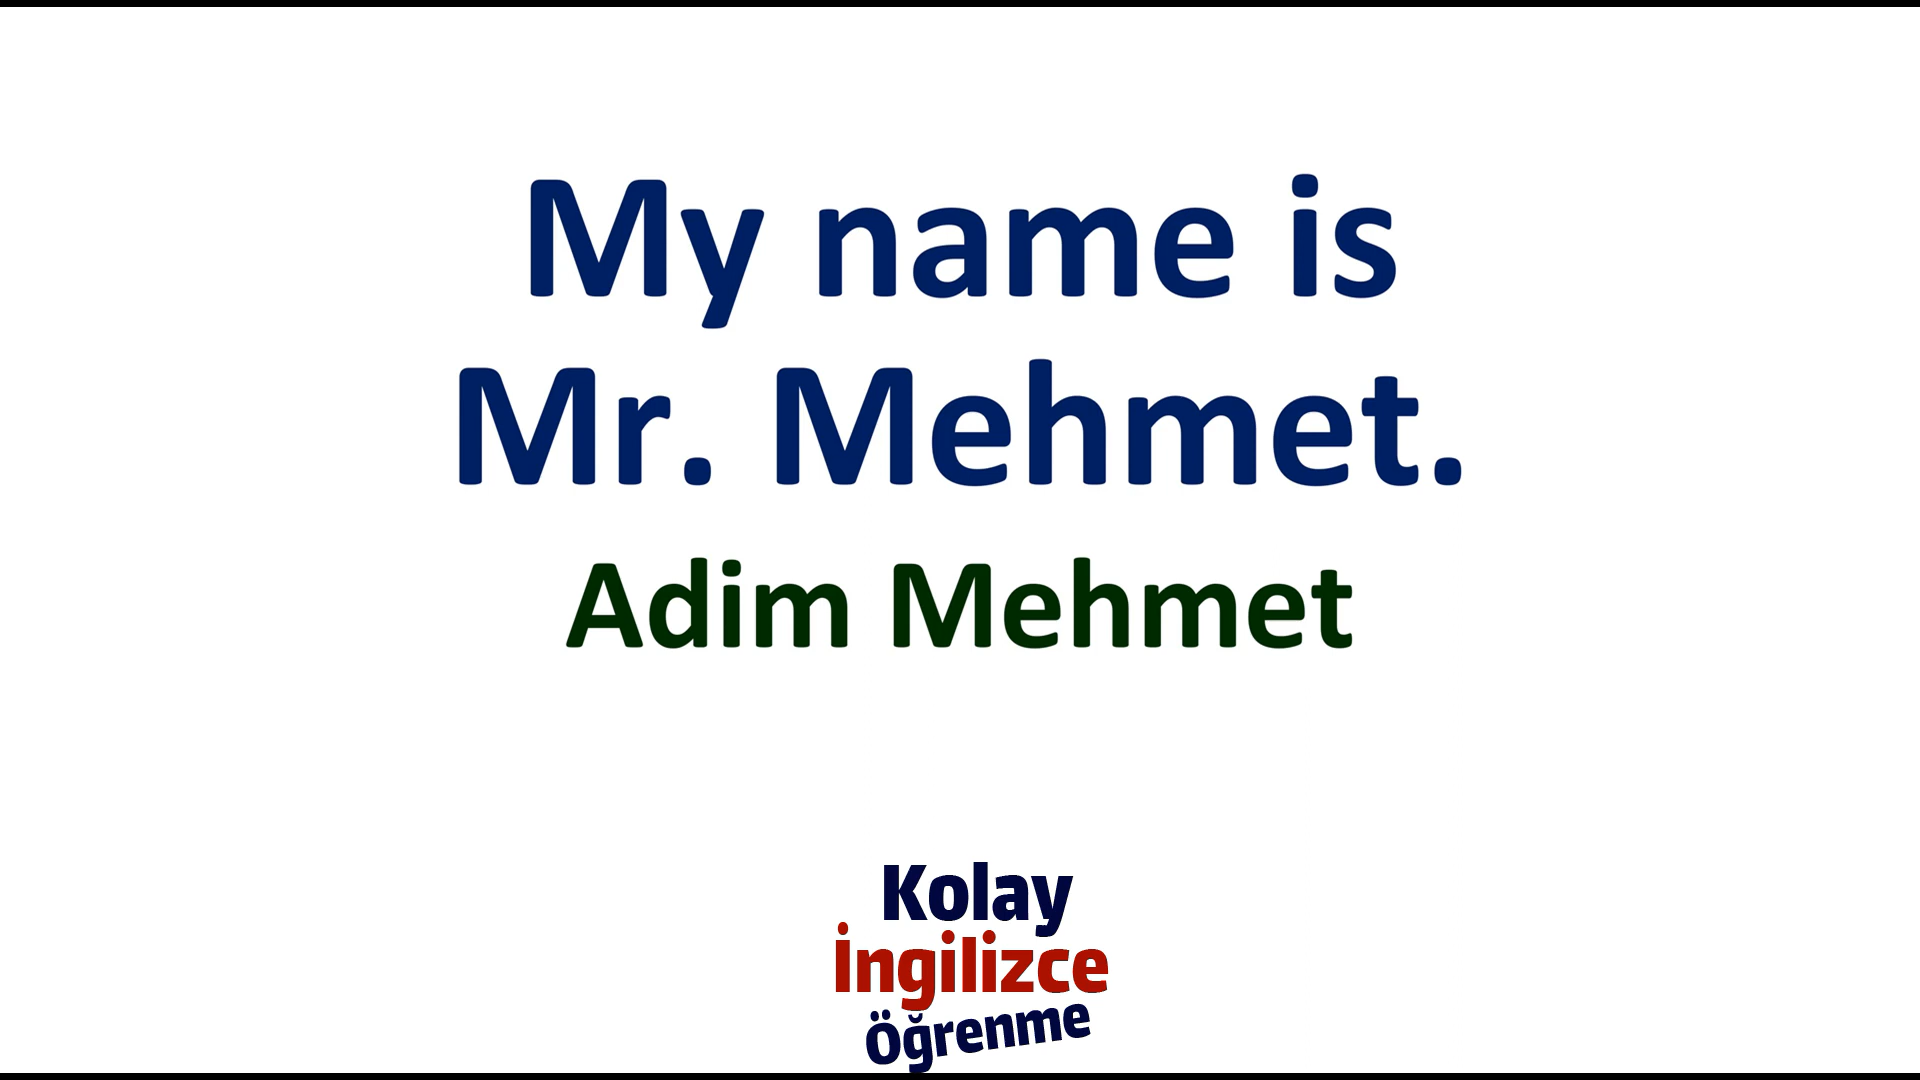 My name is
Mr. Mehmet.
Adim Mehmet
Kolay
İngilizce
Öğrenme